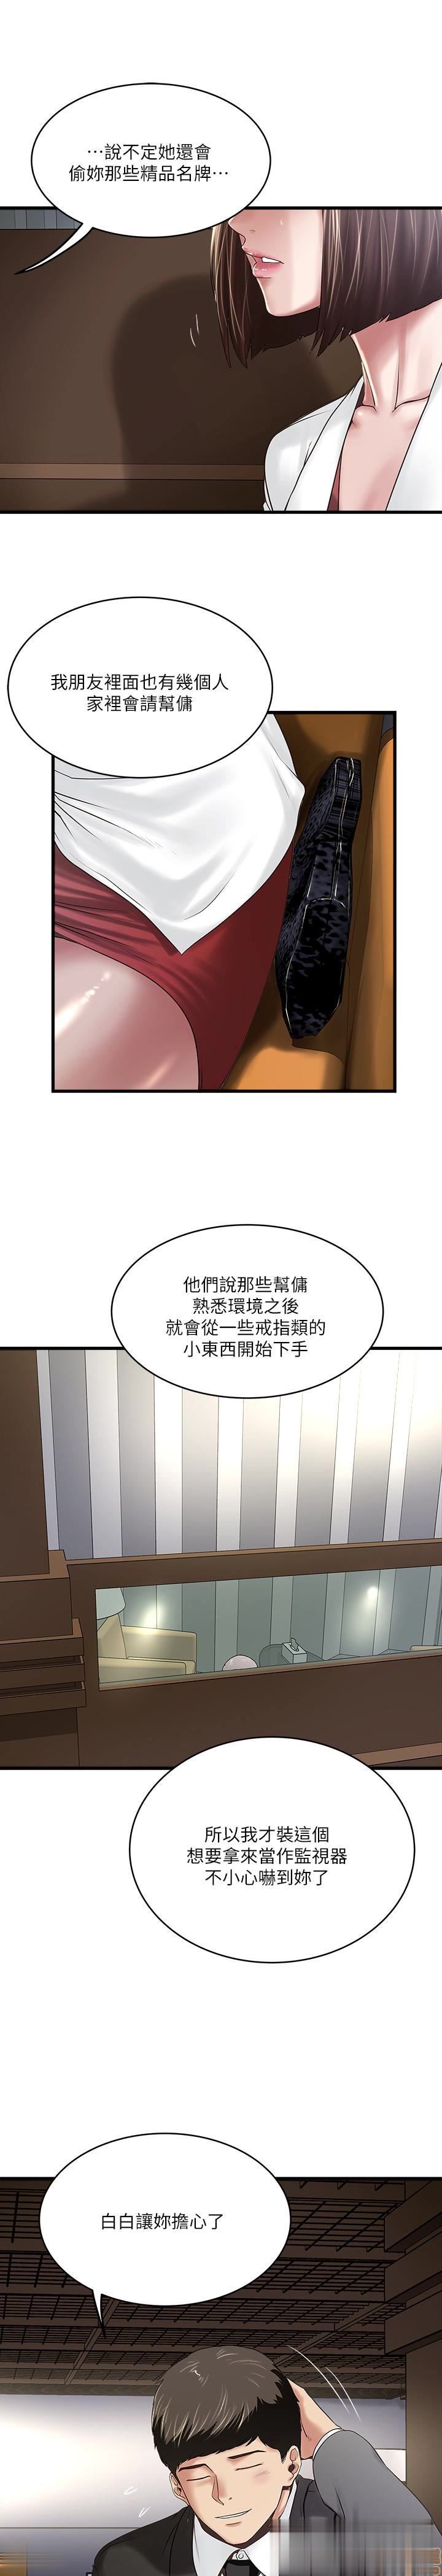 …說不定她還會
偷妳那些精品名牌…
我朋友裡面也有幾個人
家裡會請幫傭
他們說那些幫傭
熟悉環境之後
就會從一些戒指類的
小東西開始下手
所以我才裝這個
想要拿來當作監視器
不小心嚇到妳了
白白讓妳擔心了